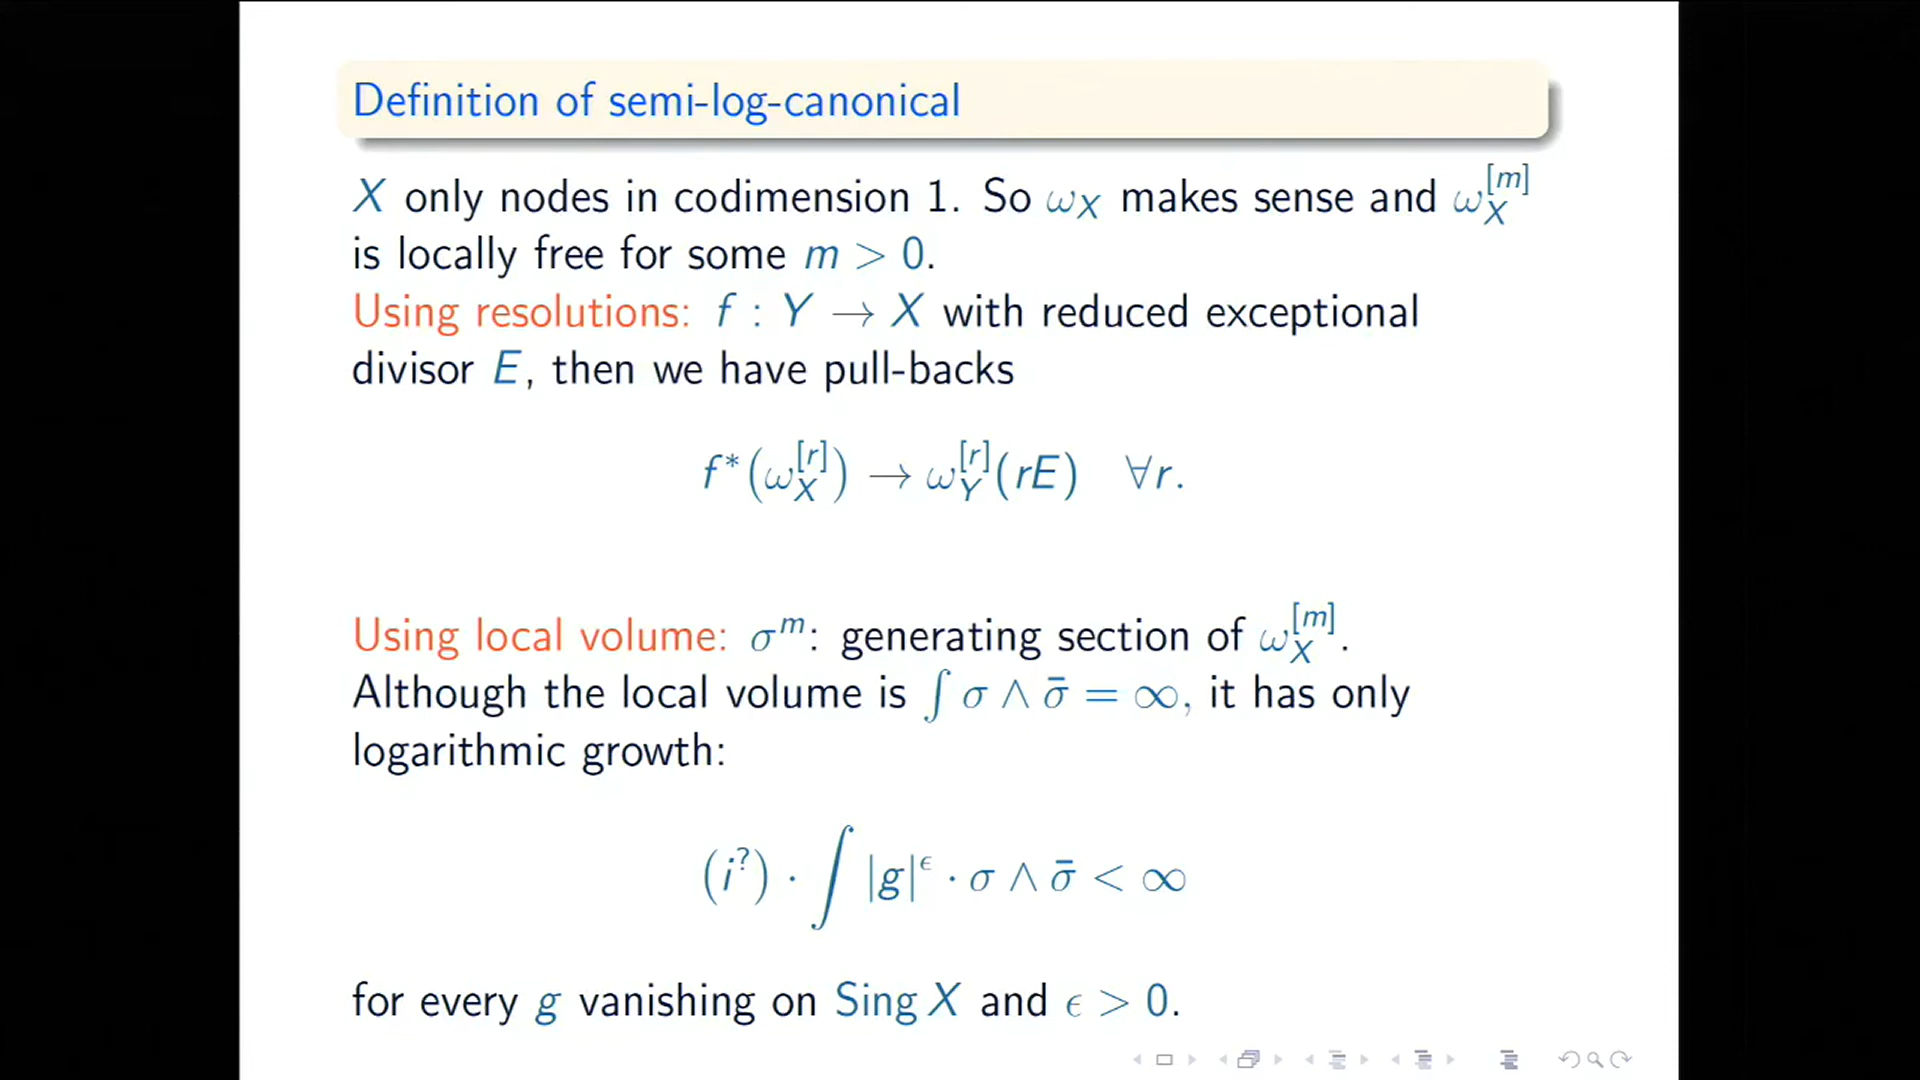 Definition of semi-log-canonical
X only nodes in codimension 1. So ω_X makes sense and ω_X^{[m]}
is locally free for some m > 0.
Using resolutions: f : Y → X with reduced exceptional
divisor E, then we have pull-backs
f*(ω_X^{[r]}) → ω_Y^{[r]}(rE) ∀r.
Using local volume: σ^m: generating section of ω_X^{[m]}.
Although the local volume is ∫ σ ∧ σ̄ = ∞, it has only
logarithmic growth:
(i^?) · ∫ |g|^ϵ · σ ∧ σ̄ < ∞
for every g vanishing on Sing X and ϵ > 0.